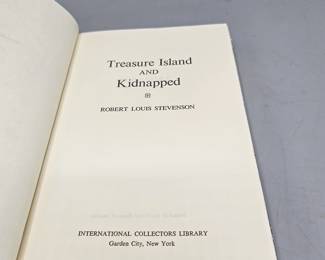 Treasure Island
AND
Kidnapped
ROBERT LOUIS STEVENSON
INTERNATIONAL COLLECTORS LIBRARY
Garden City, New York